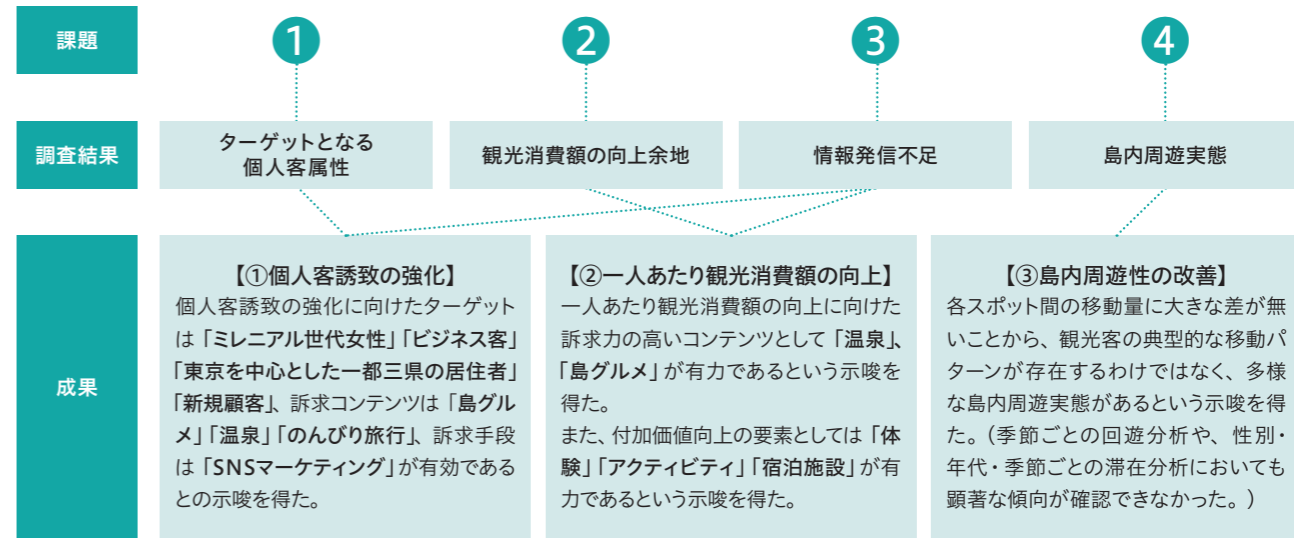 課題
1
2
3
4
調査結果
ターゲットとなる
個人客属性
観光消費額の向上余地
情報発信不足
島内周遊実態
成果
【①個人客誘致の強化】
個人客誘致の強化に向けたターゲット
は「ミレニアル世代女性」「ビジネス客」
「東京を中心とした一都三県の居住者」
「新規顧客」、訴求コンテンツは「島グル
メ」「温泉」「のんびり旅行」、訴求手段
は「SNSマーケティング」が有効である
との示唆を得た。
【②一人あたり観光消費額の向上】
一人あたり観光消費額の向上に向けた
訴求力の高いコンテンツとして「温泉」、
「島グルメ」が有力であるという示唆を
得た。
また、付加価値向上の要素としては「体
験」「アクティビティ」「宿泊施設」が有
力であるという示唆を得た。
【③島内周遊性の改善】
各スポット間の移動量に大きな差が無
いことから、観光客の典型的な移動パ
ターンが存在するわけではなく、多様
な島内周遊実態があるという示唆を得
た。(季節ごとの回遊分析や、性別・
年代・季節ごとの滞在分析においても
顕著な傾向が確認できなかった。)